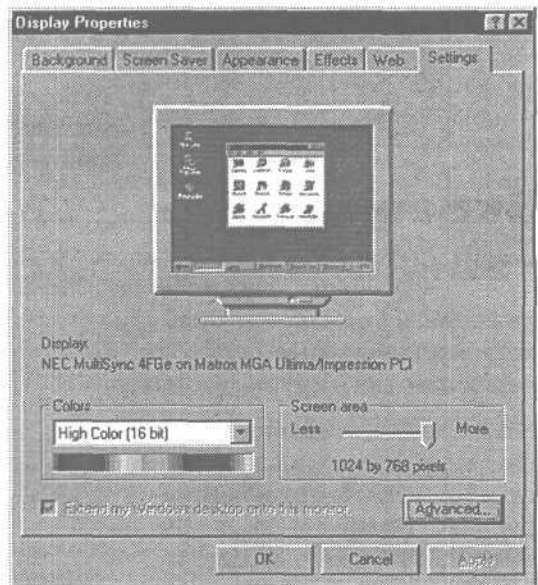 Display Properties
Background Screen Saver Appearance Effects Web Settings
Display:
NEC MultiSync 4FGe on Matrox MGA Ultima/Impression PCI
Colors
High Color (16 bit)
Screen area
Less More
1024 by 768 pixels
Extend my Windows desktop onto this monitor.
Advanced...
OK Cancel Apply